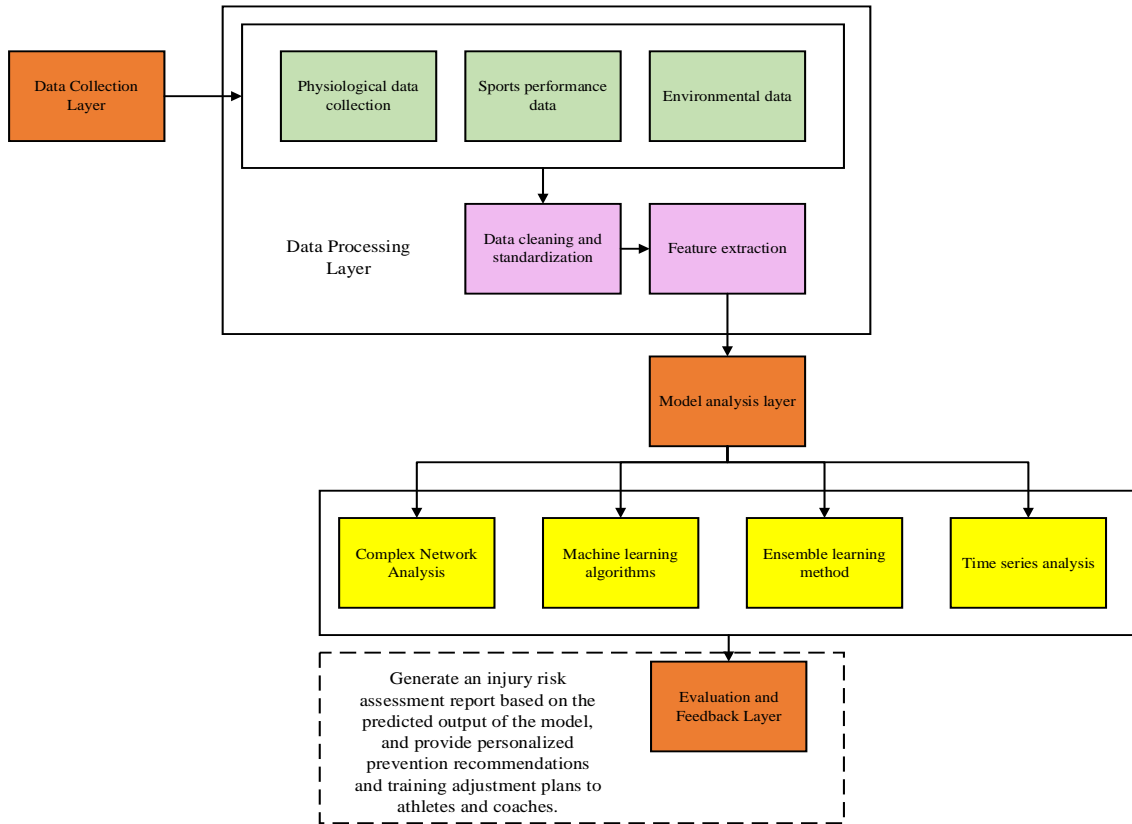 Data Collection
Layer
Physiological data
collection
Sports performance
data
Environmental data
Data Processing
Layer
Data cleaning and
standardization
Feature extraction
Model analysis layer
Complex Network
Analysis
Machine learning
algorithms
Ensemble learning
method
Time series analysis
Generate an injury risk
assessment report based on the
predicted output of the model,
and provide personalized
prevention recommendations
and training adjustment plans to
athletes and coaches.
Evaluation and
Feedback Layer